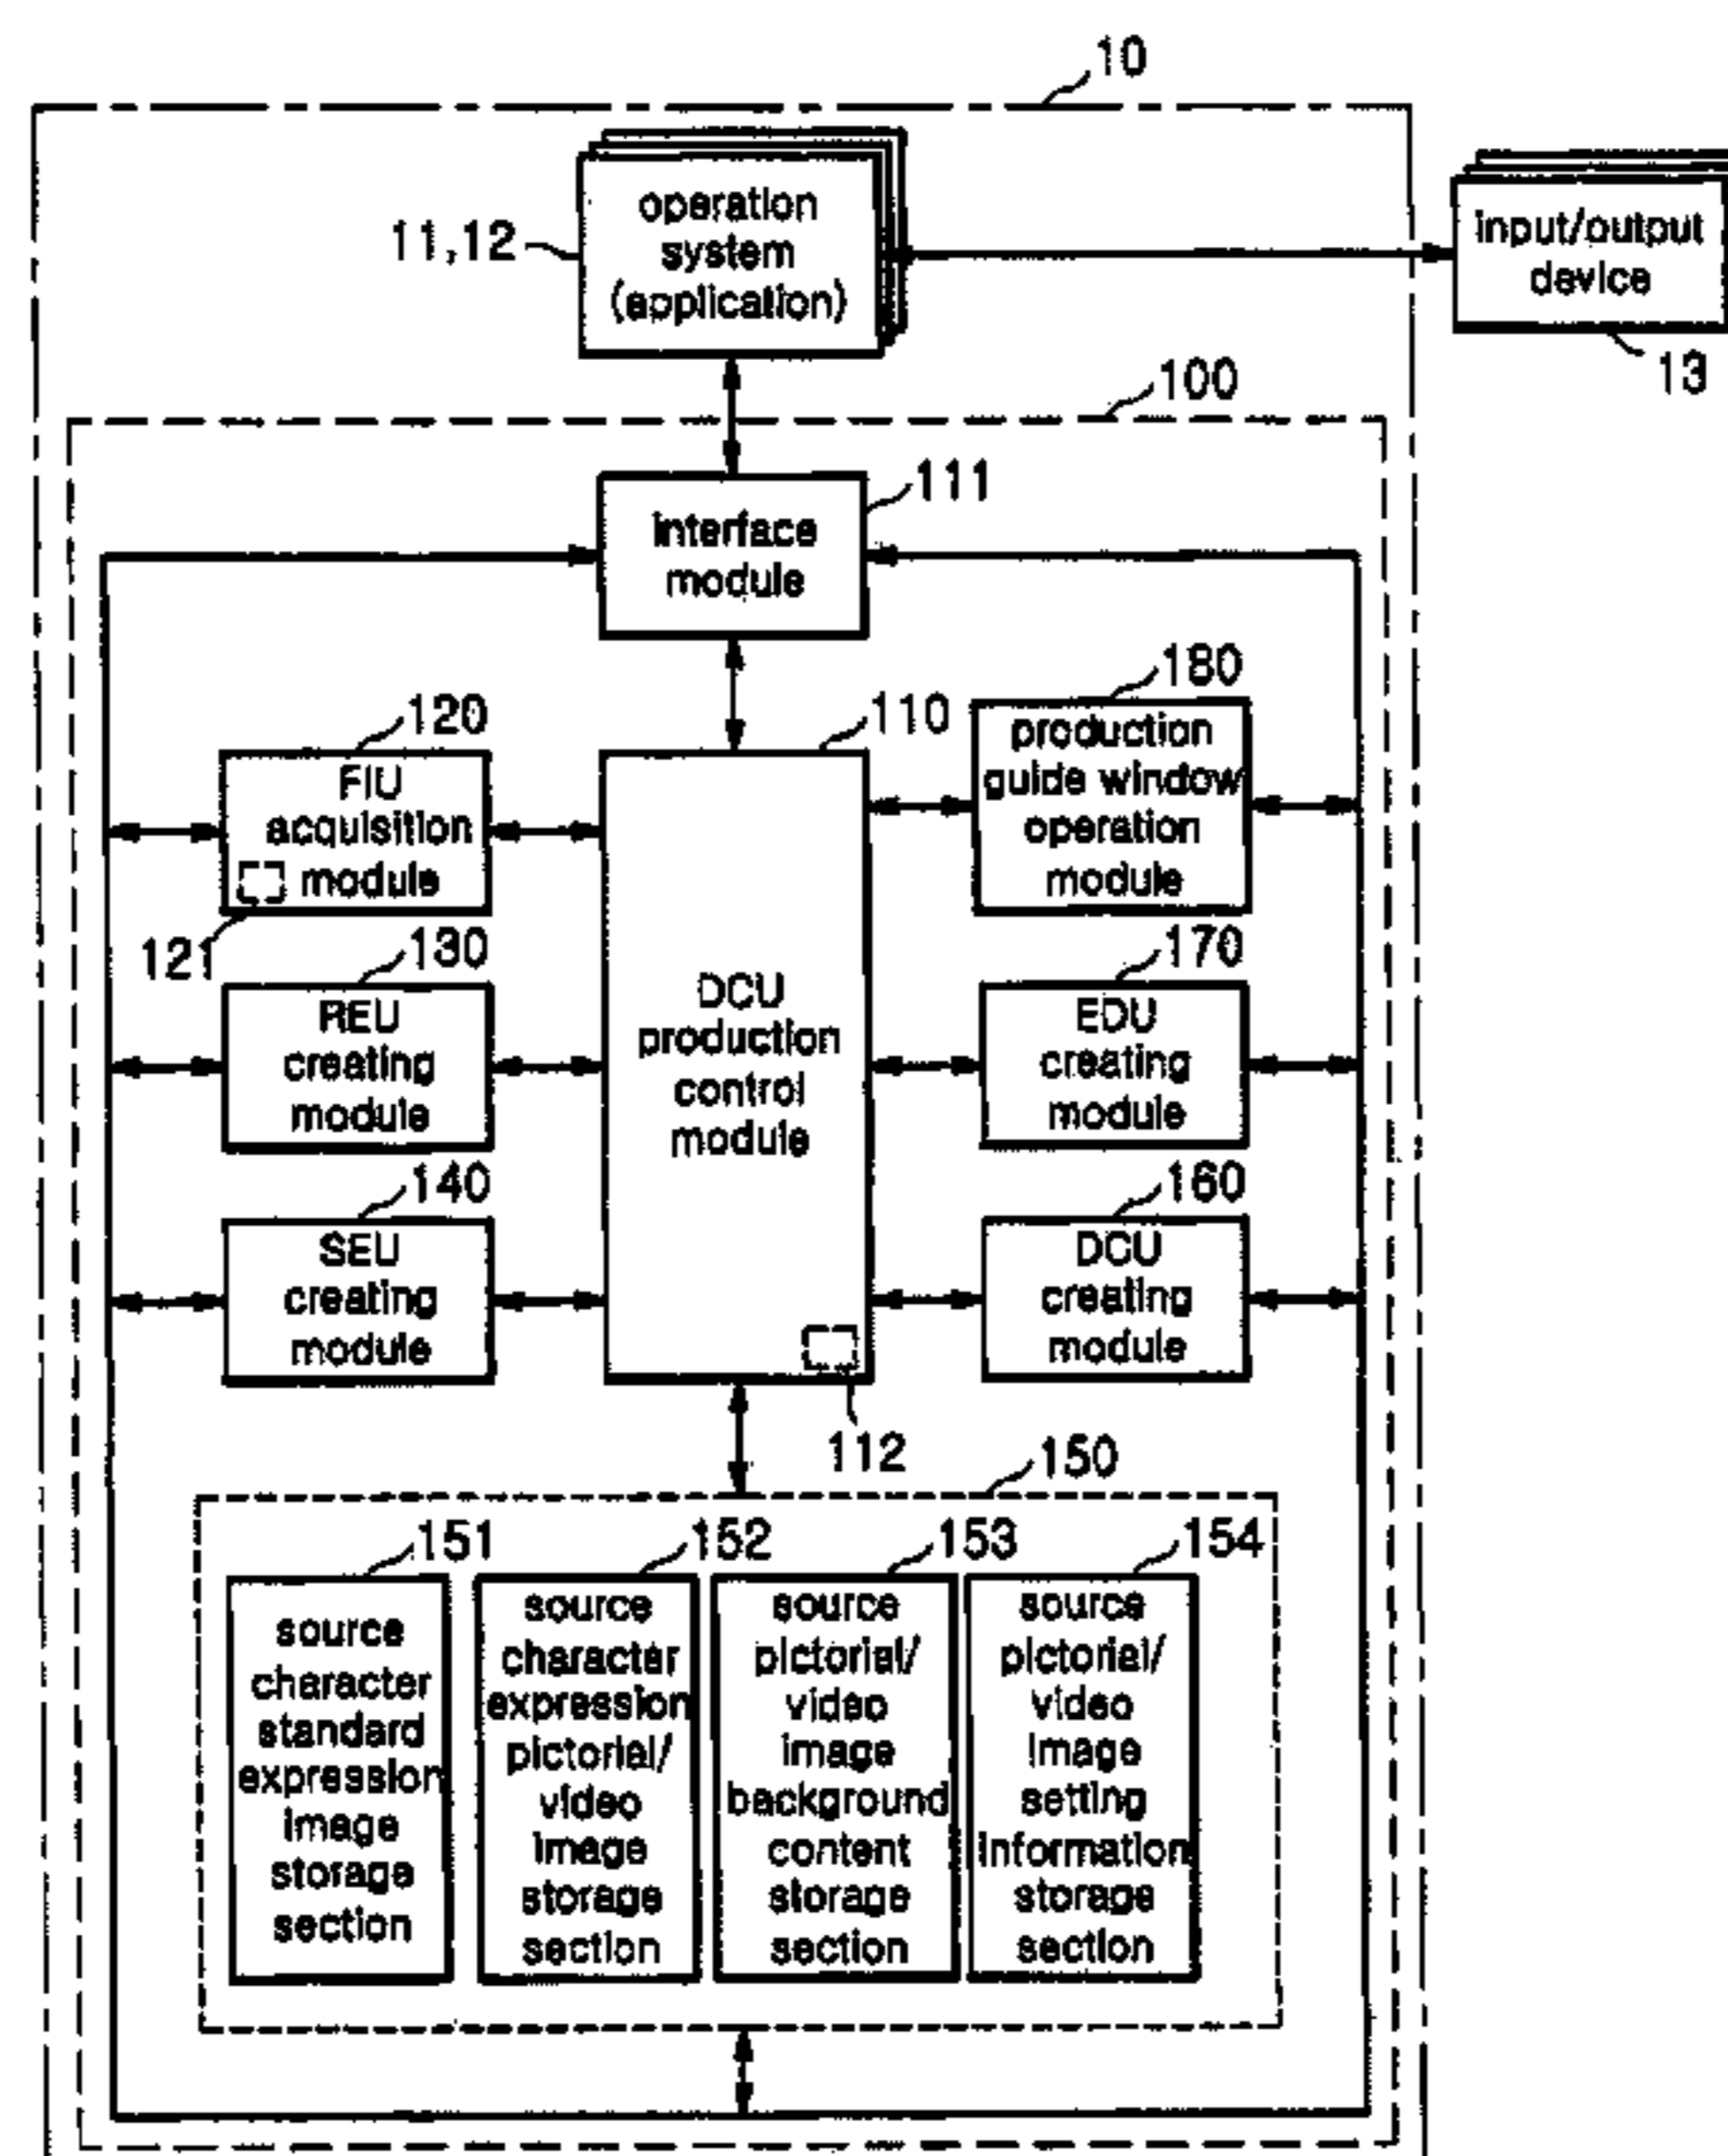 10
operation
system
(application)
11,12
input/output
device
13
100
111
interface
module
180
production
guide window
operation
module
120
FIU
acquisition
module
121
110
DCU
production
control
module
112
130
REU
creating
module
170
EDU
creating
module
140
SEU
creating
module
160
DCU
creating
module
150
151
source
character
standard
expression
image
storage
section
152
source
character
expression
pictorial/
video
image
storage
section
153
source
pictorial/
video
image
background
content
storage
section
154
source
pictorial/
video
image
setting
information
storage
section